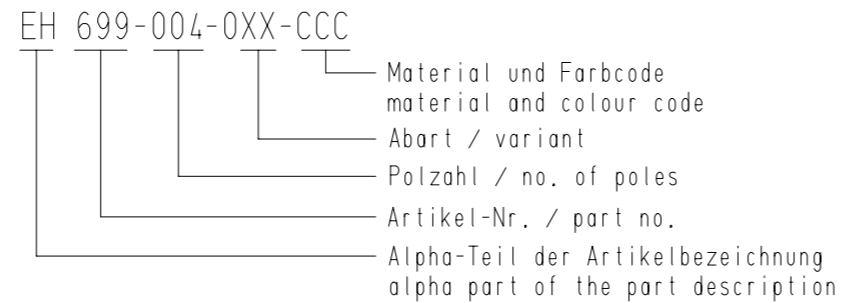 EH 699-004-0XX-CCC
Material und Farbcode
material and colour code
Abart / variant
Polzahl / no. of poles
Artikel-Nr. / part no.
Alpha-Teil der Artikelbezeichnung
alpha part of the part description